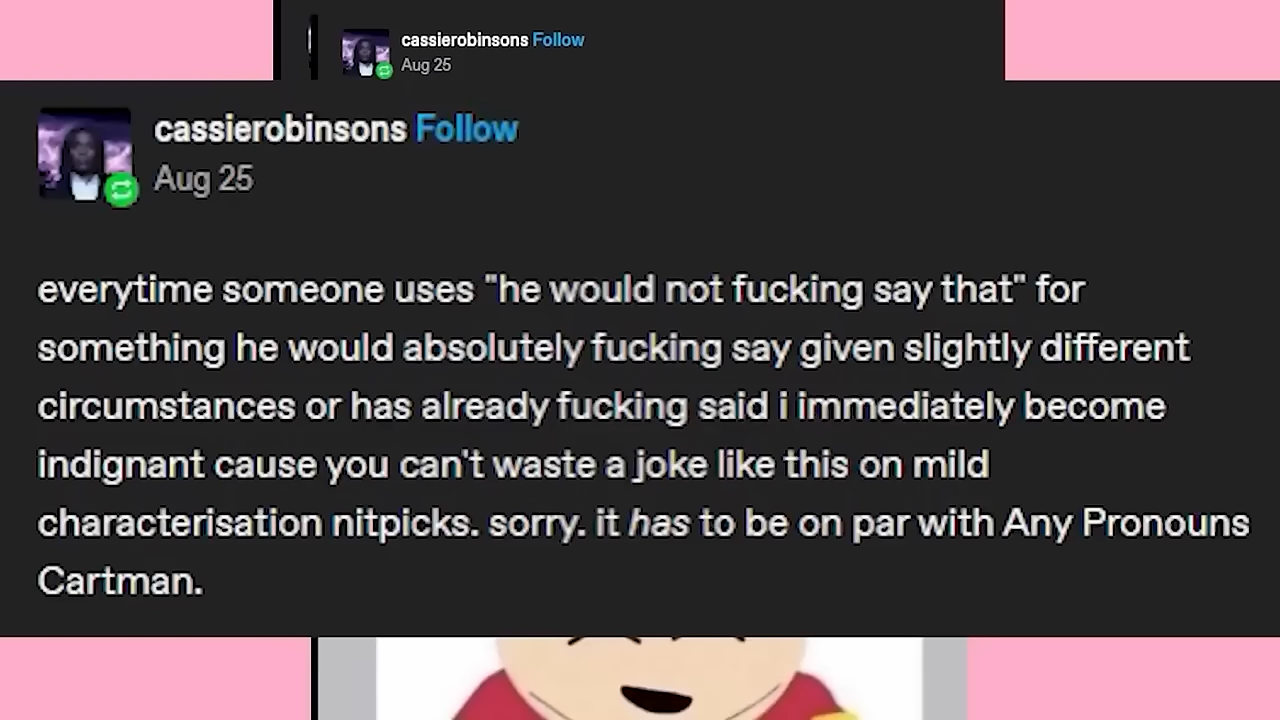 cassierobinsons Follow
Aug 25
cassierobinsons Follow
Aug 25
everytime someone uses "he would not fucking say that" for
something he would absolutely fucking say given slightly different
circumstances or has already fucking said i immediately become
indignant cause you can't waste a joke like this on mild
characterisation nitpicks. sorry. it has to be on par with Any Pronouns
Cartman.